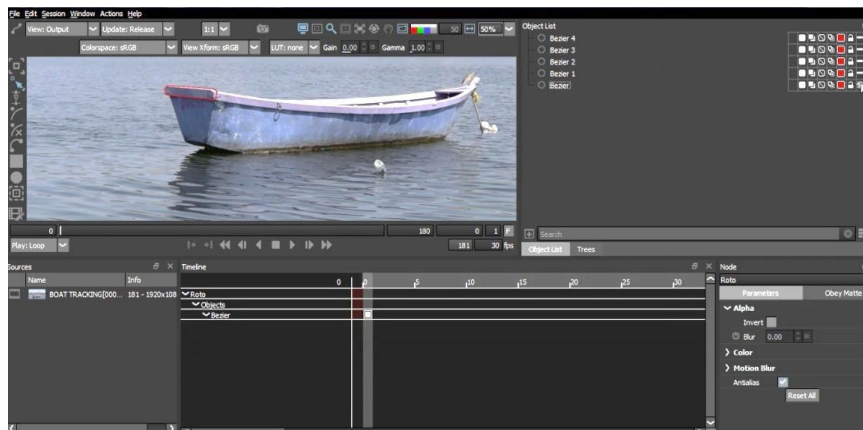 File Edit Session Window Actions Help
View: Output Update: Release 1:1 50 50%
Colorspace: sRGB View Xform: sRGB LUT: none Gain 0.00 Gamma 1.00
Object List
Bezier 4
Bezier 3
Bezier 2
Bezier 1
Bezier
Search
Object List Trees
0 180 0 1 F
Play: Loop 181 30 fps
Sources
Name Info
BOAT TRACKING[000... 181 - 1920x108
Timeline
0 0 5 10 15 20 25 30
Roto
Objects
Bezier
Node
Roto
Parameters Obey Matte
Alpha
Invert
Blur 0.00
Color
Motion Blur
Antialias
Reset All